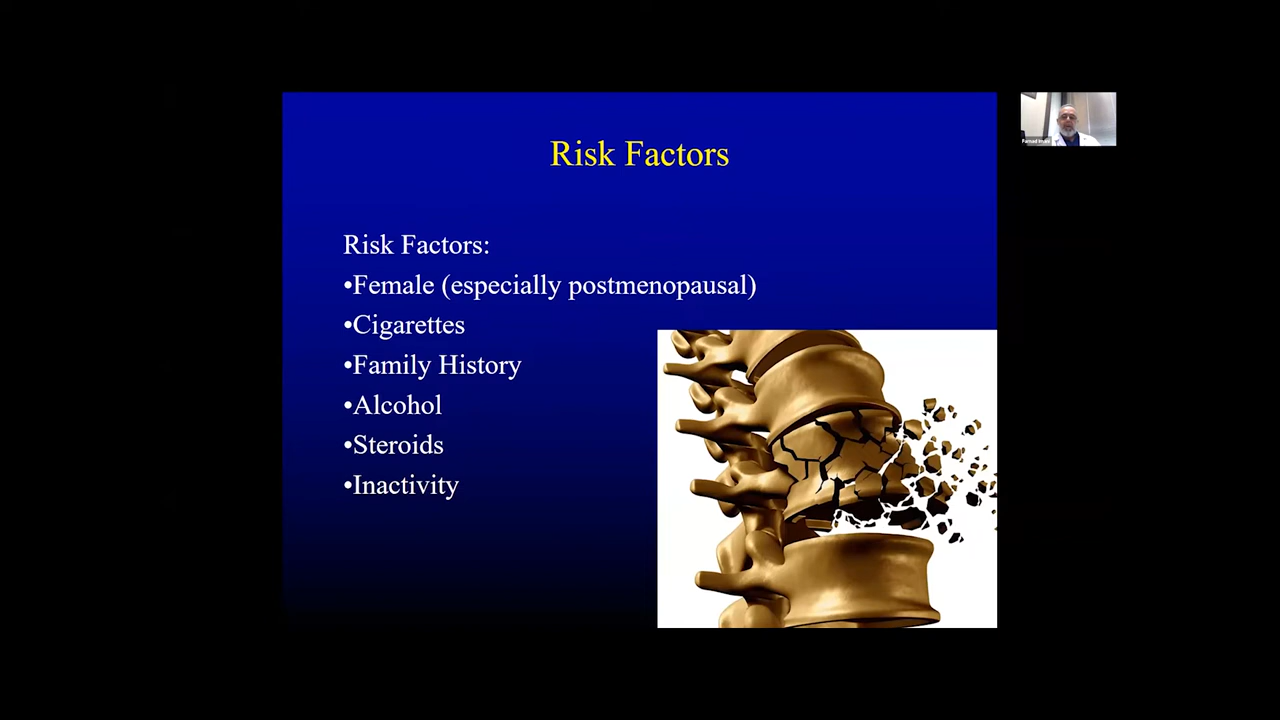 Risk Factors
Risk Factors:
•Female (especially postmenopausal)
•Cigarettes
•Family History
•Alcohol
•Steroids
•Inactivity